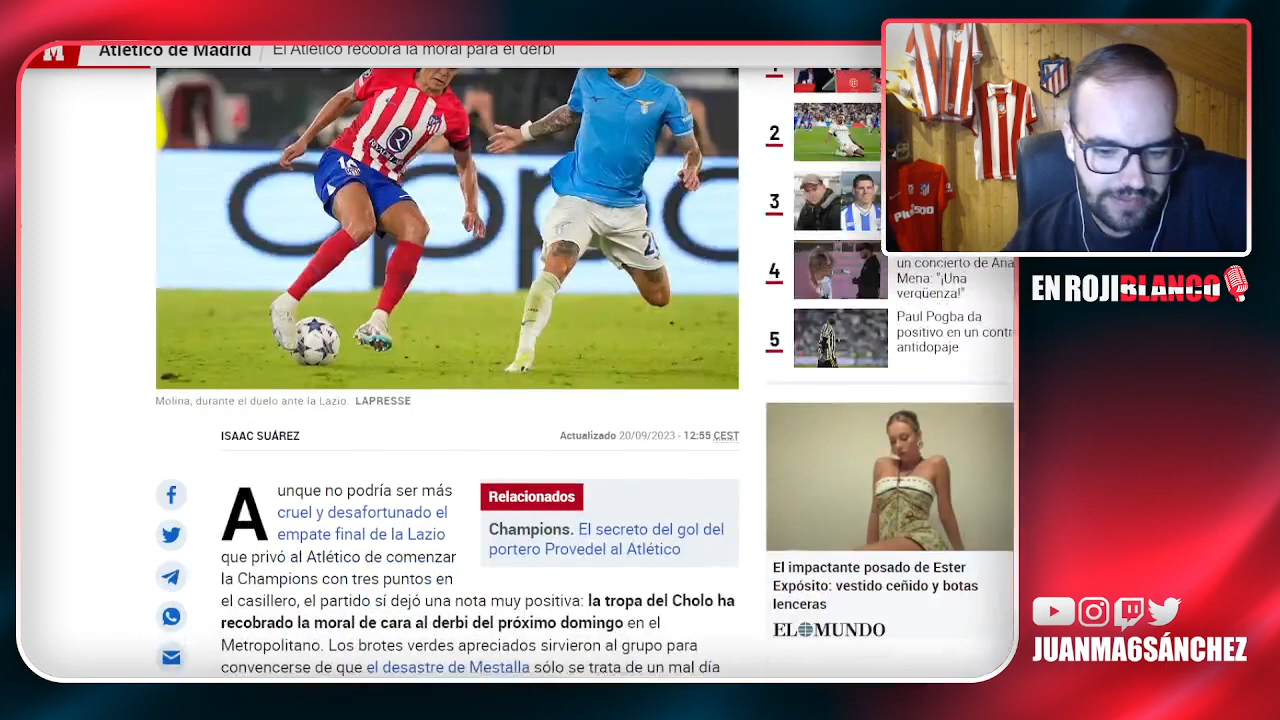 M
Atlético de Madrid
El Atlético recobra la moral para el derbi
oppo
16
Molina, durante el duelo ante la Lazio. LAPRESSE
ISAAC SUÁREZ
Actualizado 20/09/2023 - 12:55 CEST
Aunque no podría ser más
cruel y desafortunado el
empate final de la Lazio
que privó al Atlético de comenzar
la Champions con tres puntos en
el casillero, el partido sí dejó una nota muy positiva: la tropa del Cholo ha
recobrado la moral de cara al derbi del próximo domingo en el
Metropolitano. Los brotes verdes apreciados sirvieron al grupo para
convencerse de que el desastre de Mestalla sólo se trata de un mal día
Relacionados
Champions. El secreto del gol del
portero Provedel al Atlético
2
3
4
un concierto de Ana
Mena: "¡Una
vergüenza!"
5
Paul Pogba da
positivo en un
antidopaje
El impactante posado de Ester
Expósito: vestido ceñido y botas
lenceras
EL MUNDO
EN ROJIBLANCO
JUANMA6SÁNCHEZ